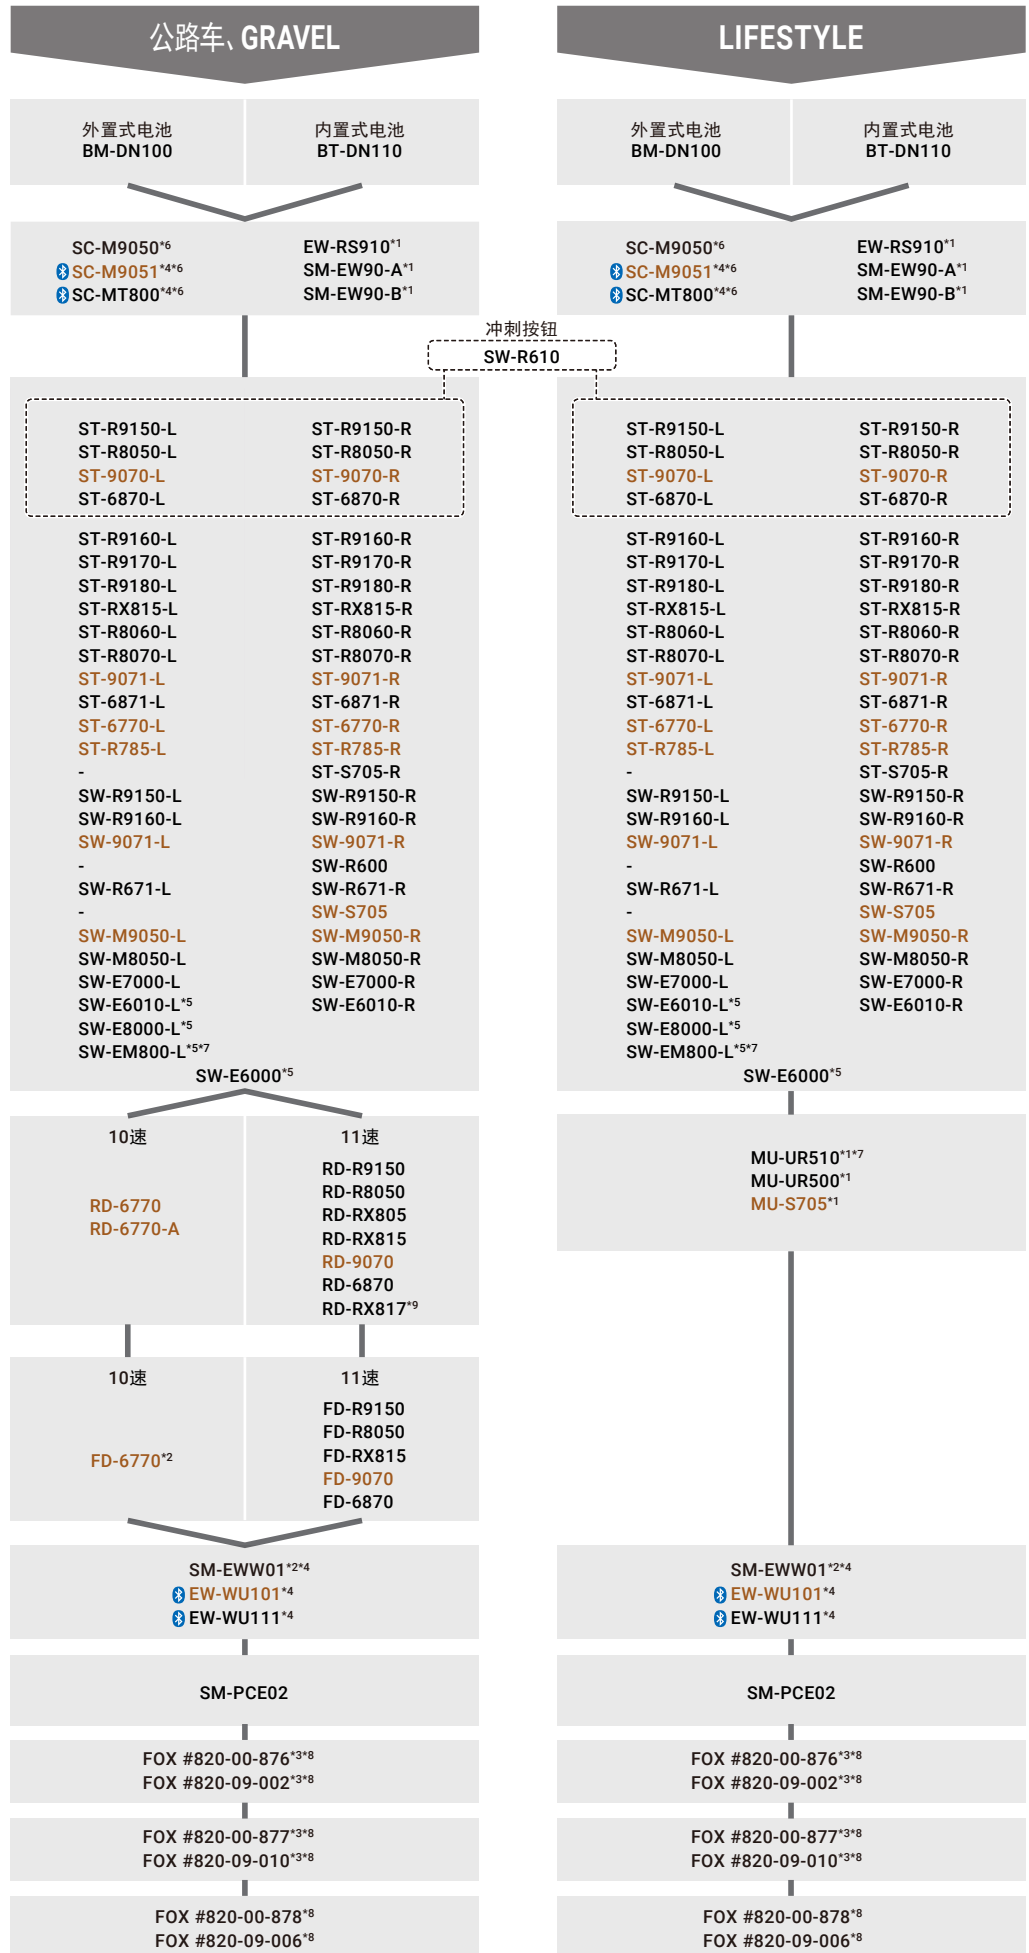 公路车、GRAVEL
外置式电池
BM-DN100
内置式电池
BT-DN110
SC-M9050*6
SC-M9051*4*6
SC-MT800*4*6
EW-RS910*1
SM-EW90-A*1
SM-EW90-B*1
冲刺按钮
SW-R610
ST-R9150-L ST-R9150-R
ST-R8050-L ST-R8050-R
ST-9070-L ST-9070-R
ST-6870-L ST-6870-R
ST-R9160-L ST-R9160-R
ST-R9170-L ST-R9170-R
ST-R9180-L ST-R9180-R
ST-RX815-L ST-RX815-R
ST-R8060-L ST-R8060-R
ST-R8070-L ST-R8070-R
ST-9071-L ST-9071-R
ST-6871-L ST-6871-R
ST-6770-L ST-6770-R
ST-R785-L ST-R785-R
- ST-S705-R
SW-R9150-L SW-R9150-R
SW-R9160-L SW-R9160-R
SW-9071-L SW-9071-R
- SW-R600
SW-R671-L SW-R671-R
- SW-S705
SW-M9050-L SW-M9050-R
SW-M8050-L SW-M8050-R
SW-E7000-L SW-E7000-R
SW-E6010-L*5 SW-E6010-R
SW-E8000-L*5
SW-EM800-L*5*7
SW-E6000*5
10速
RD-6770
RD-6770-A
11速
RD-R9150
RD-R8050
RD-RX805
RD-RX815
RD-9070
RD-6870
RD-RX817*9
10速
FD-6770*2
11速
FD-R9150
FD-R8050
FD-RX815
FD-9070
FD-6870
SM-EWW01*2*4
EW-WU101*4
EW-WU111*4
SM-PCE02
FOX #820-00-876*3*8
FOX #820-09-002*3*8
FOX #820-00-877*3*8
FOX #820-09-010*3*8
FOX #820-00-878*8
FOX #820-09-006*8
LIFESTYLE
外置式电池
BM-DN100
内置式电池
BT-DN110
SC-M9050*6
SC-M9051*4*6
SC-MT800*4*6
EW-RS910*1
SM-EW90-A*1
SM-EW90-B*1
ST-R9150-L ST-R9150-R
ST-R8050-L ST-R8050-R
ST-9070-L ST-9070-R
ST-6870-L ST-6870-R
ST-R9160-L ST-R9160-R
ST-R9170-L ST-R9170-R
ST-R9180-L ST-R9180-R
ST-RX815-L ST-RX815-R
ST-R8060-L ST-R8060-R
ST-R8070-L ST-R8070-R
ST-9071-L ST-9071-R
ST-6871-L ST-6871-R
ST-6770-L ST-6770-R
ST-R785-L ST-R785-R
- ST-S705-R
SW-R9150-L SW-R9150-R
SW-R9160-L SW-R9160-R
SW-9071-L SW-9071-R
- SW-R600
SW-R671-L SW-R671-R
- SW-S705
SW-M9050-L SW-M9050-R
SW-M8050-L SW-M8050-R
SW-E7000-L SW-E7000-R
SW-E6010-L*5 SW-E6010-R
SW-E8000-L*5
SW-EM800-L*5*7
SW-E6000*5
MU-UR510*1*7
MU-UR500*1
MU-S705*1
SM-EWW01*2*4
EW-WU101*4
EW-WU111*4
SM-PCE02
FOX #820-00-876*3*8
FOX #820-09-002*3*8
FOX #820-00-877*3*8
FOX #820-09-010*3*8
FOX #820-00-878*8
FOX #820-09-006*8